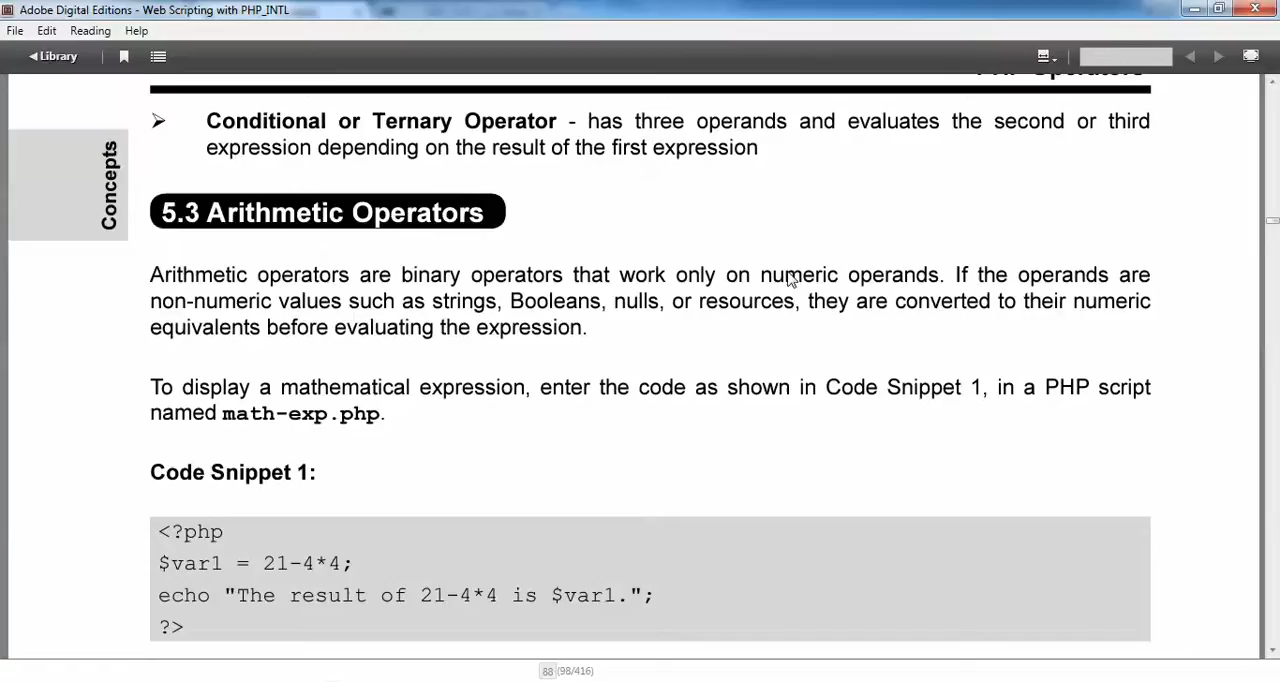 Adobe Digital Editions - Web Scripting with PHP_INTL
File Edit Reading Help
Library
➢ Conditional or Ternary Operator - has three operands and evaluates the second or third
expression depending on the result of the first expression
Concepts
5.3 Arithmetic Operators
Arithmetic operators are binary operators that work only on numeric operands. If the operands are
non-numeric values such as strings, Booleans, nulls, or resources, they are converted to their numeric
equivalents before evaluating the expression.
To display a mathematical expression, enter the code as shown in Code Snippet 1, in a PHP script
named math-exp.php.
Code Snippet 1:
<?php
$var1 = 21-4*4;
echo "The result of 21-4*4 is $var1.";
?>
88 (98/416)